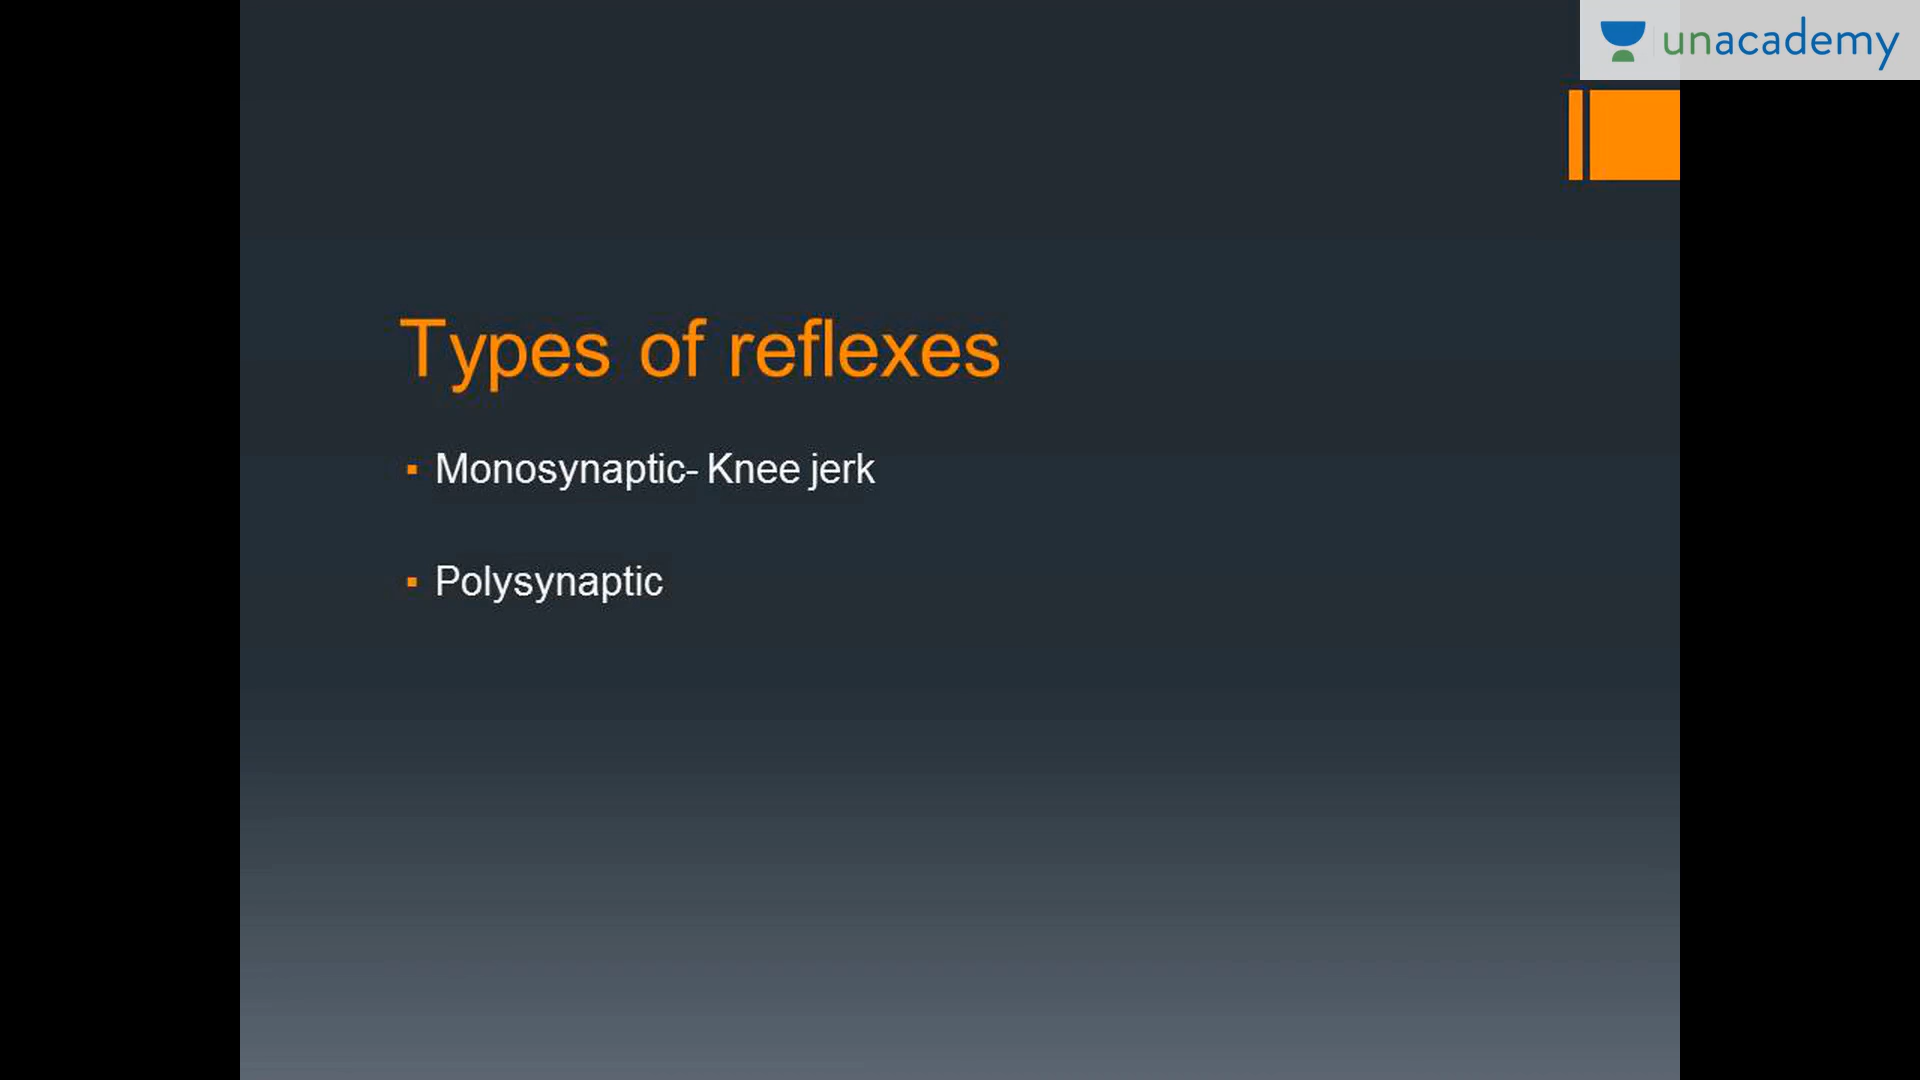 unacademy
Types of reflexes
▪ Monosynaptic- Knee jerk
▪ Polysynaptic